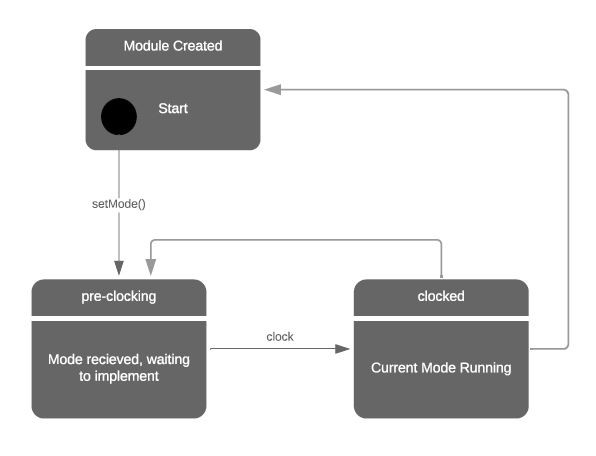 Module Created
Start
setMode()
pre-clocking
clocked
clock
Mode recieved, waiting
to implement
Current Mode Running